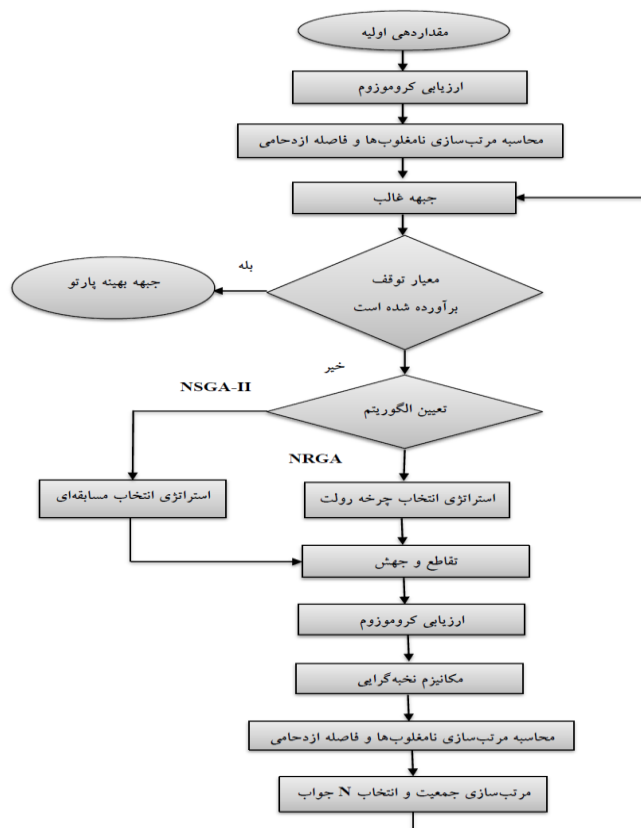 مقداردهی اولیه
ارزیابی کروموزوم
محاسبه مرتب‌سازی نامغلوب‌ها و فاصله ازدحامی
جبهه غالب
معیار توقف
برآورده شده است
بله
جبهه بهینه پارتو
خیر
تعیین الگوریتم
NSGA-II
NRGA
استراتژی انتخاب مسابقه‌ای
استراتژی انتخاب چرخه رولت
تقاطع و جهش
ارزیابی کروموزوم
مکانیزم نخبه‌گرایی
محاسبه مرتب‌سازی نامغلوب‌ها و فاصله ازدحامی
مرتب‌سازی جمعیت و انتخاب N جواب